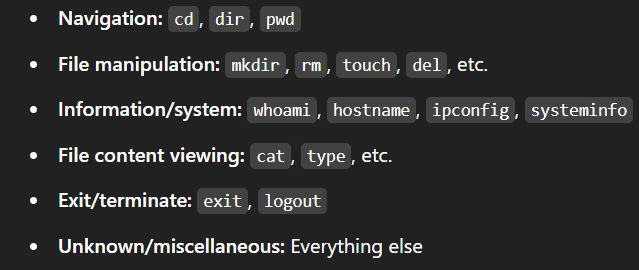 Navigation: cd, dir, pwd
File manipulation: mkdir, rm, touch, del, etc.
Information/system: whoami, hostname, ipconfig, systeminfo
File content viewing: cat, type, etc.
Exit/terminate: exit, logout
Unknown/miscellaneous: Everything else